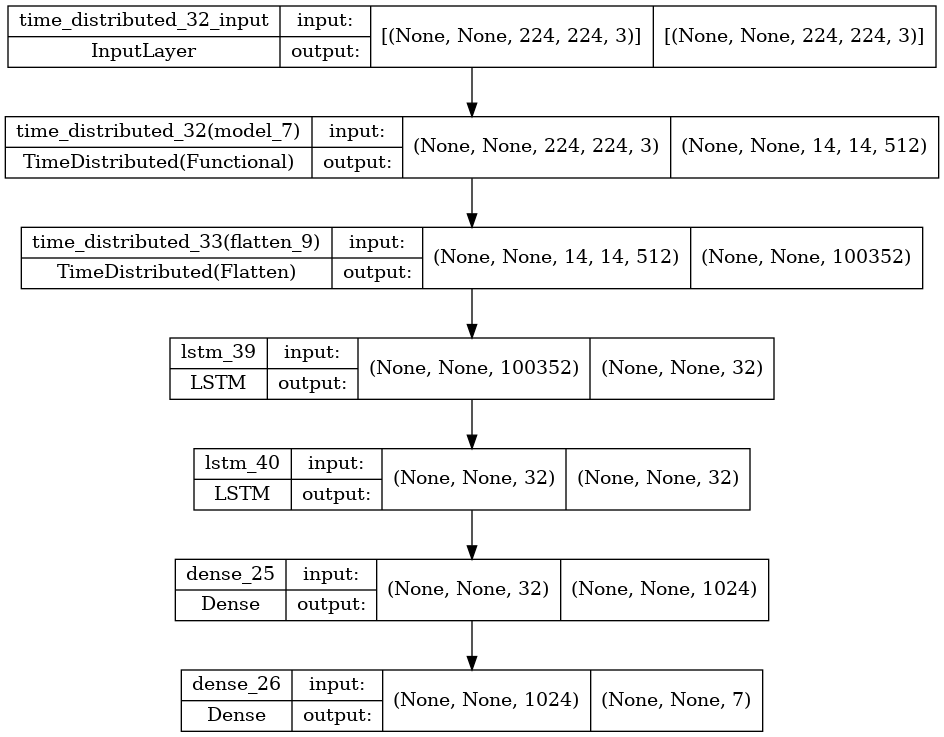 time_distributed_32_input input: [(None, None, 224, 224, 3)] [(None, None, 224, 224, 3)]
InputLayer output:
time_distributed_32(model_7) input: (None, None, 224, 224, 3) (None, None, 14, 14, 512)
TimeDistributed(Functional) output:
time_distributed_33(flatten_9) input: (None, None, 14, 14, 512) (None, None, 100352)
TimeDistributed(Flatten) output:
lstm_39 input: (None, None, 100352) (None, None, 32)
LSTM output:
lstm_40 input: (None, None, 32) (None, None, 32)
LSTM output:
dense_25 input: (None, None, 32) (None, None, 1024)
Dense output:
dense_26 input: (None, None, 1024) (None, None, 7)
Dense output: